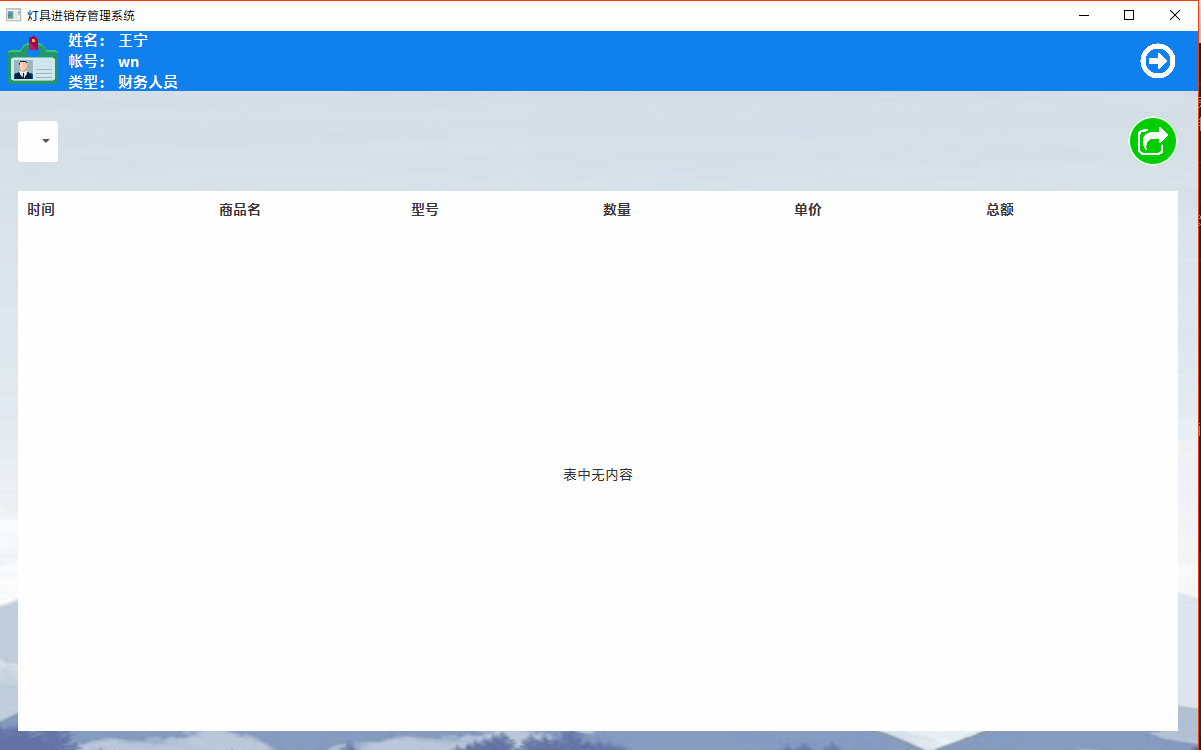 灯具进销存管理系统
姓名： 王宁
帐号： wn
类型： 财务人员
时间 商品名 型号 数量 单价 总额
表中无内容